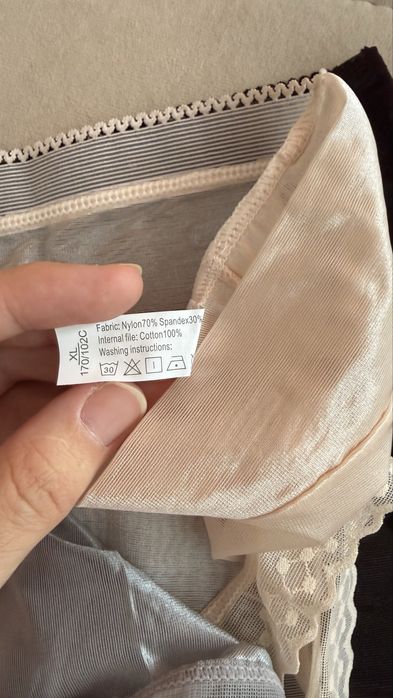 XL
170/102C
Fabric: Nylon70% Spandex30%
Internal file: Cotton100%
Washing instructions:
30